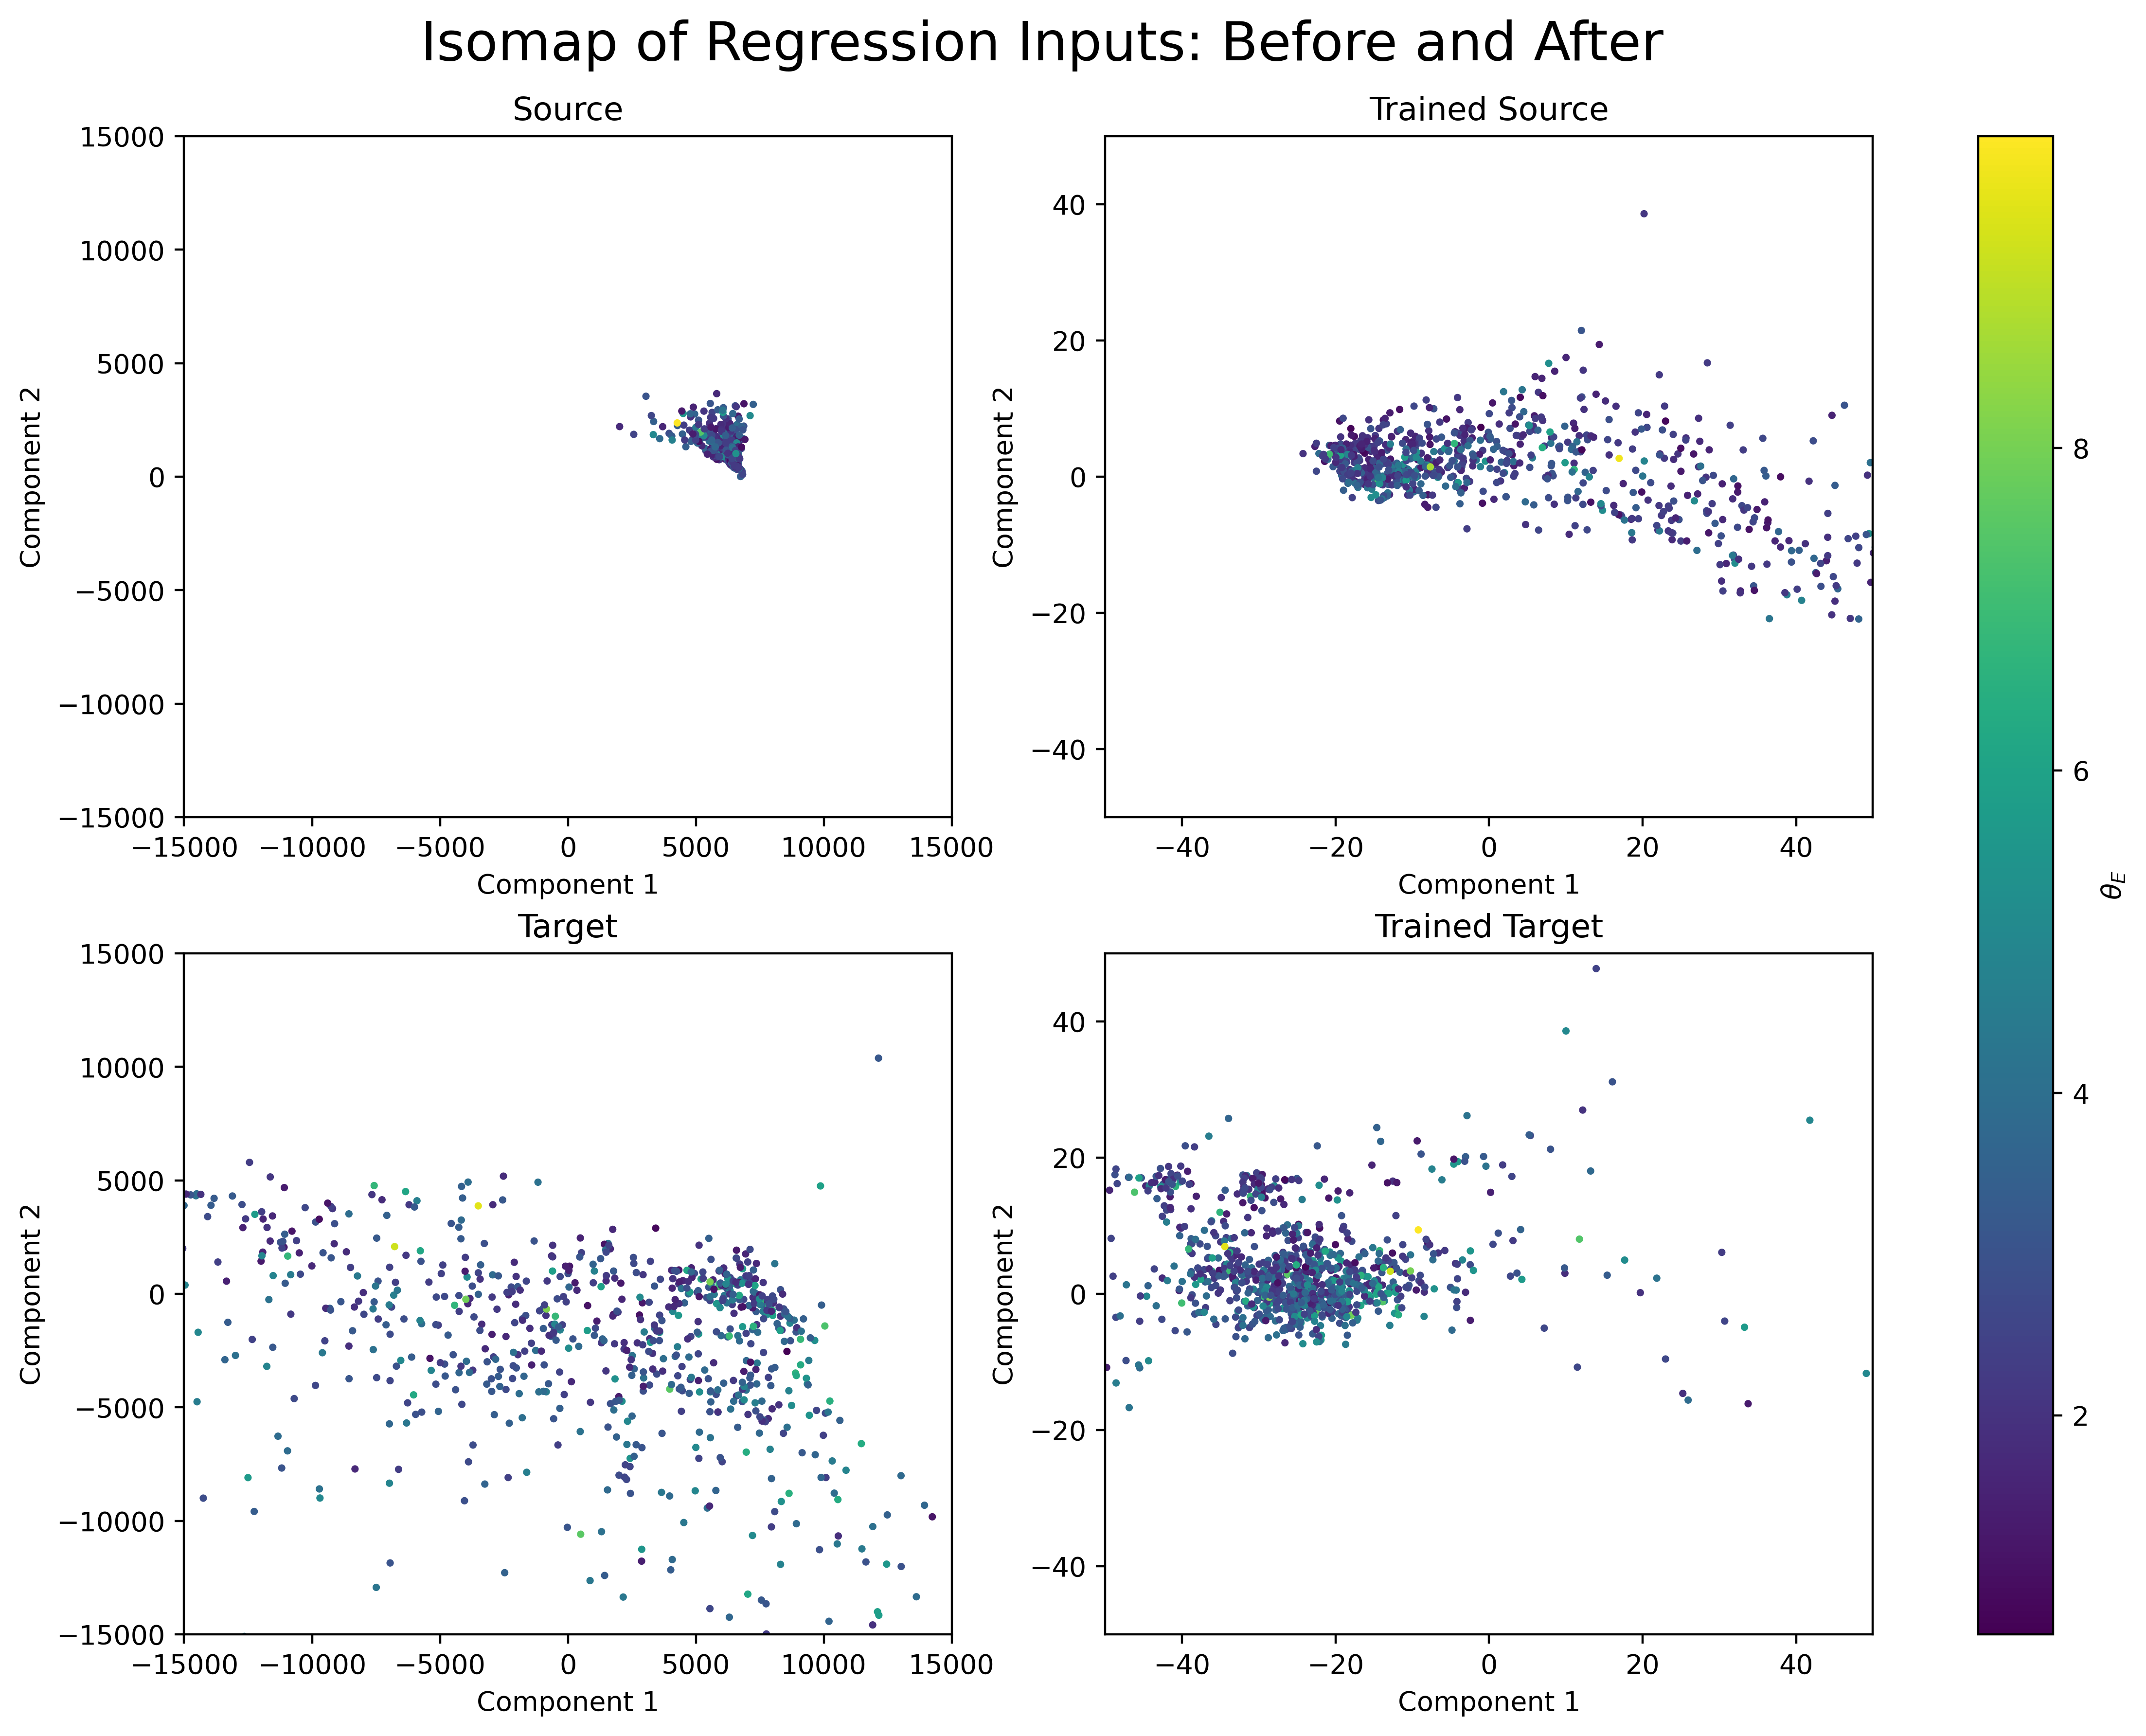 Isomap of Regression Inputs: Before and After
Source
15000
10000
5000
0
−5000
−10000
−15000
−15000 −10000 −5000 0 5000 10000 15000
Component 1
Component 2
Trained Source
40
20
0
−20
−40
−40 −20 0 20 40
Component 1
Component 2
Target
15000
10000
5000
0
−5000
−10000
−15000
−15000 −10000 −5000 0 5000 10000 15000
Component 1
Component 2
Trained Target
40
20
0
−20
−40
−40 −20 0 20 40
Component 1
Component 2
8
6
4
2
θ_E